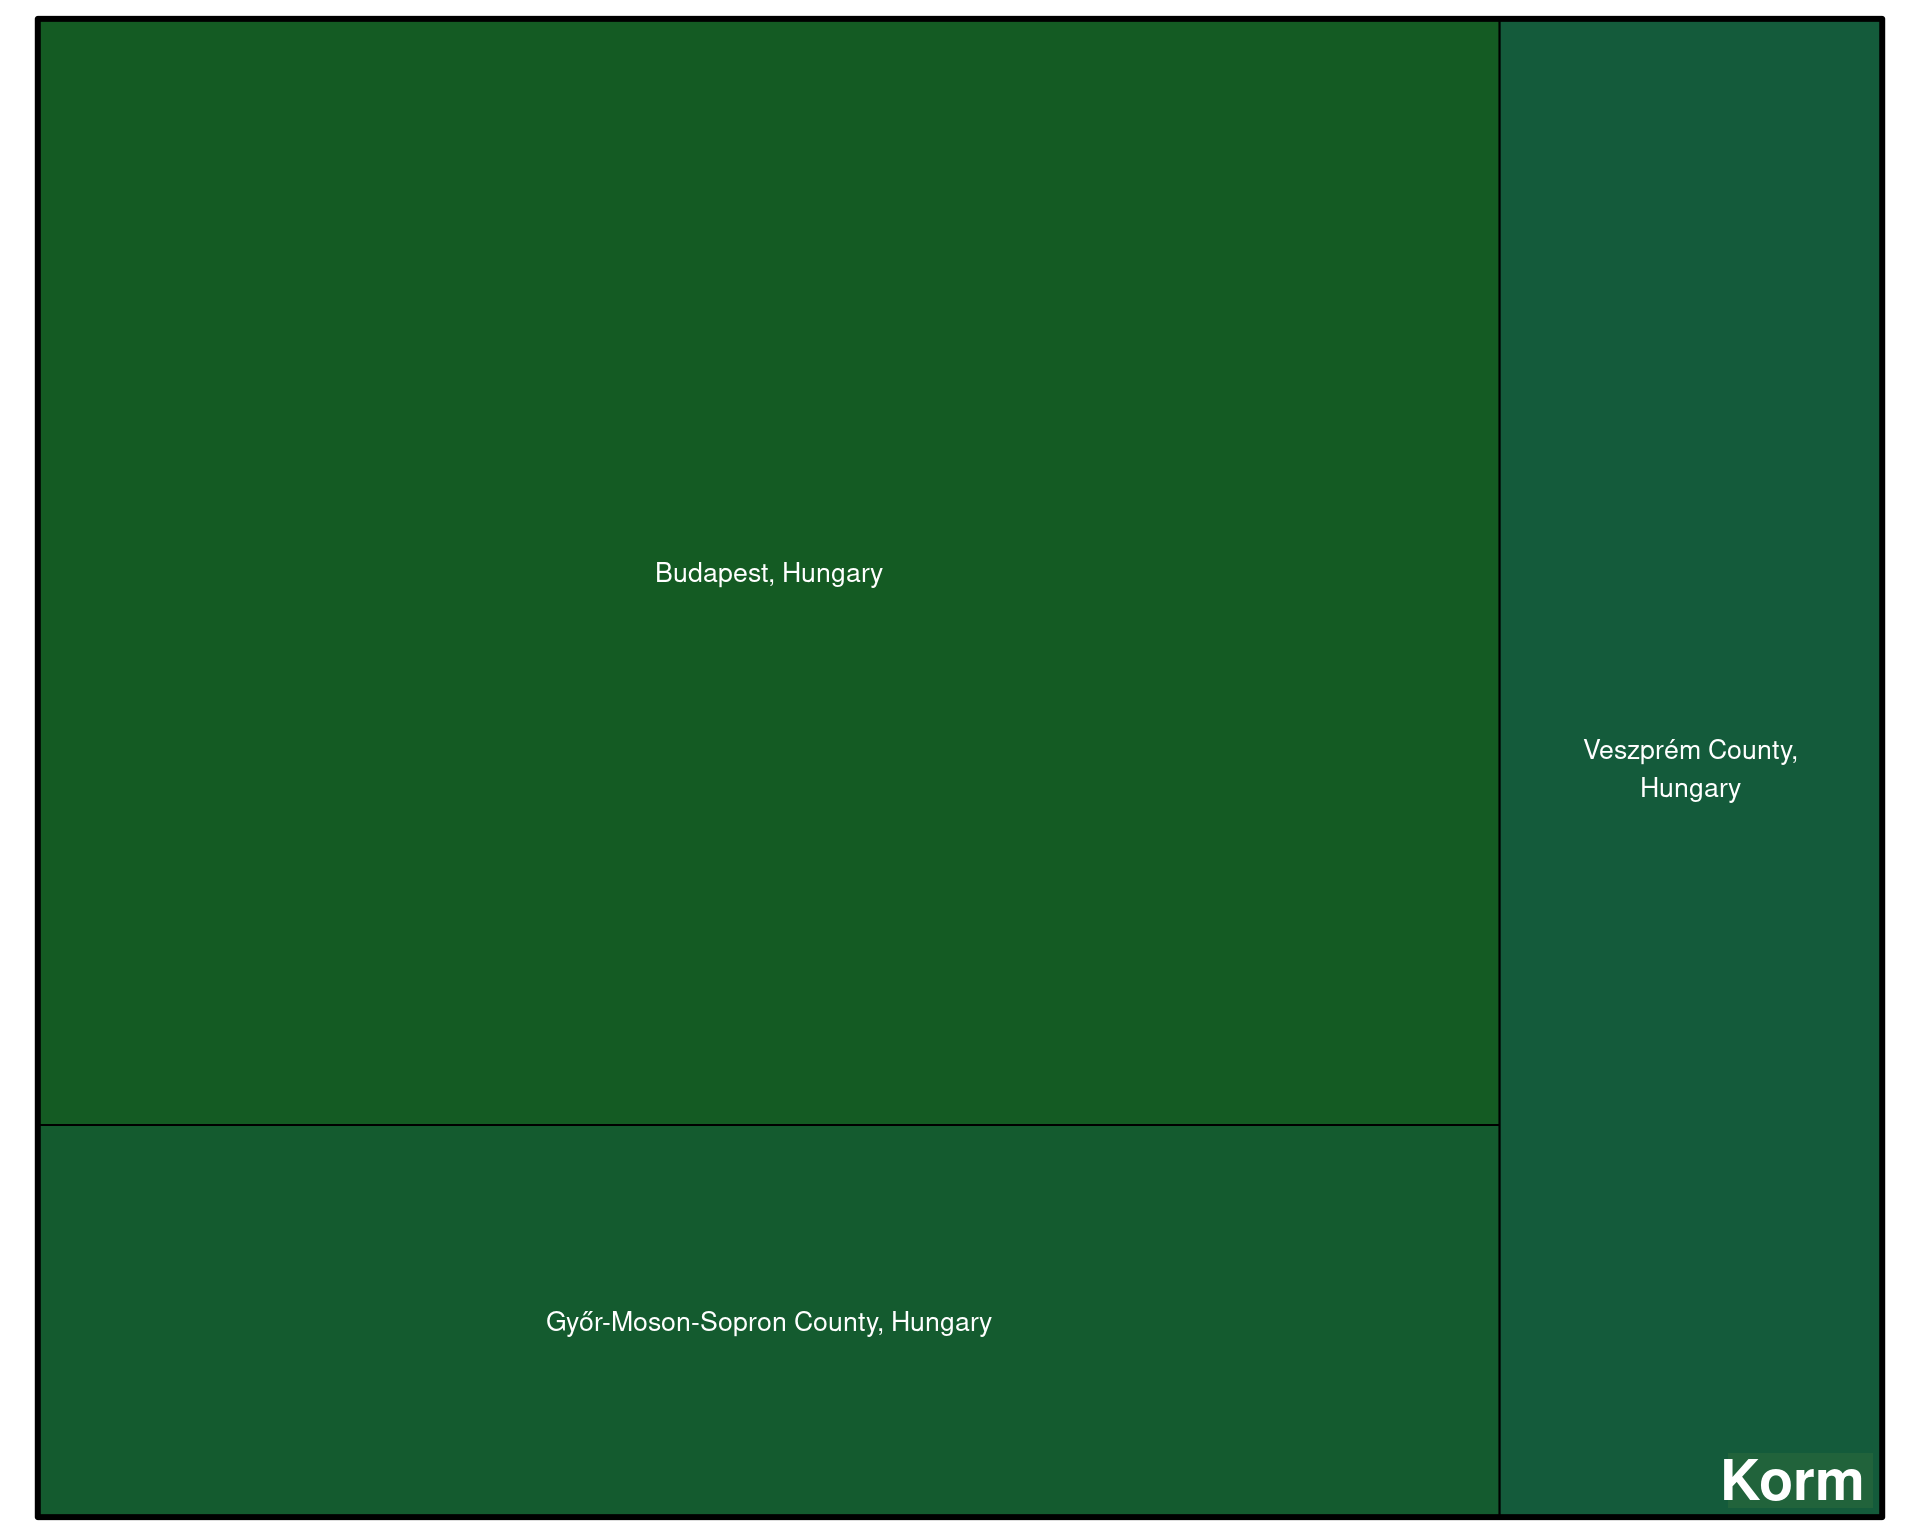 Budapest, Hungary
Veszprém County,
Hungary
Győr-Moson-Sopron County, Hungary
Korm